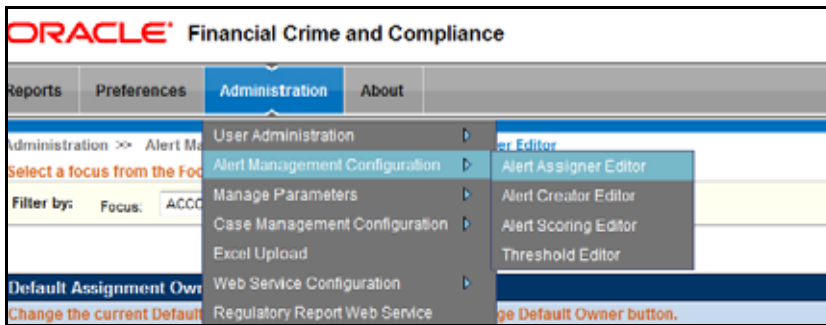 ORACLE® Financial Crime and Compliance
Reports Preferences Administration About
Administration >> Alert Ma er Editor
Select a focus from the Foc
Filter by: Focus: ACCO
User Administration
Alert Management Configuration
Manage Parameters
Case Management Configuration
Excel Upload
Web Service Configuration
Regulatory Report Web Service
Alert Assigner Editor
Alert Creator Editor
Alert Scoring Editor
Threshold Editor
Default Assignment Own
Change the current Default ge Default Owner button.